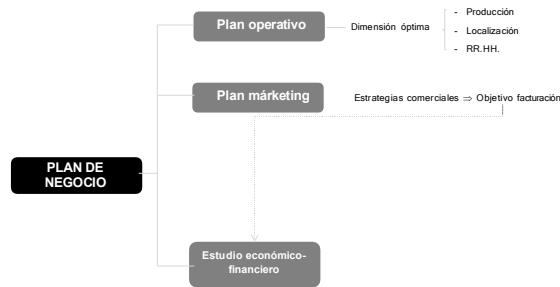 Plan operativo
Dimensión óptima
- Producción
- Localización
- RR.HH.
Plan márketing
Estrategias comerciales ⇒ Objetivo facturación
PLAN DE
NEGOCIO
Estudio económico-
financiero